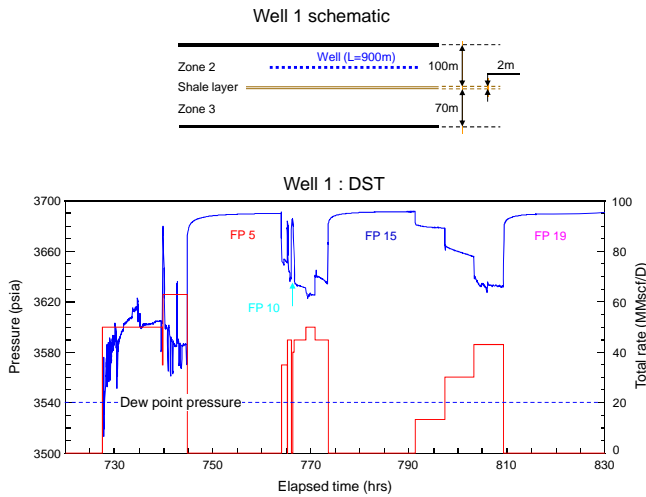 Well 1 schematic
Well (L=900m)
Zone 2
100m
2m
Shale layer
Zone 3
70m
Well 1 : DST
3700
100
FP 5
FP 15
FP 19
3660
80
Pressure (psia)
Total rate (MMscf/D)
FP 10
3620
60
3580
40
Dew point pressure
3540
20
3500
0
730
750
770
790
810
830
Elapsed time (hrs)